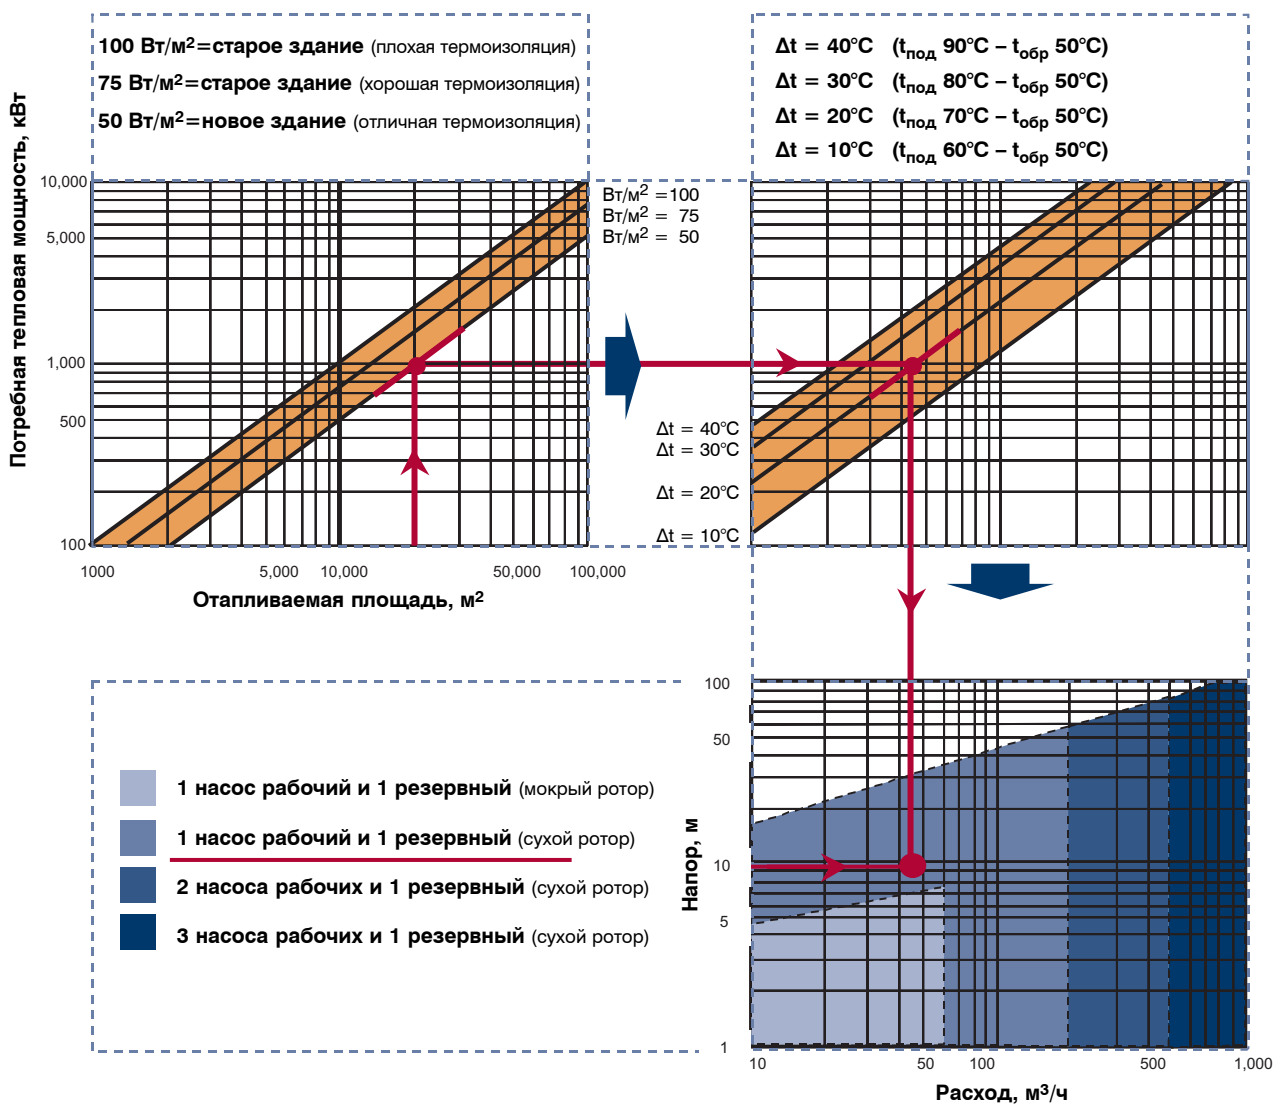 100 Вт/м²=старое здание (плохая термоизоляция)
75 Вт/м²=старое здание (хорошая термоизоляция)
50 Вт/м²=новое здание (отличная термоизоляция)
Δt = 40°C (tпод 90°C – tобр 50°C)
Δt = 30°C (tпод 80°C – tобр 50°C)
Δt = 20°C (tпод 70°C – tобр 50°C)
Δt = 10°C (tпод 60°C – tобр 50°C)
Потребная тепловая мощность, кВт
10,000
5,000
1,000
500
100
1000 5,000 10,000 50,000 100,000
Отапливаемая площадь, м²
Вт/м² =100
Вт/м² = 75
Вт/м² = 50
Δt = 40°C
Δt = 30°C
Δt = 20°C
Δt = 10°C
1 насос рабочий и 1 резервный (мокрый ротор)
1 насос рабочий и 1 резервный (сухой ротор)
2 насоса рабочих и 1 резервный (сухой ротор)
3 насоса рабочих и 1 резервный (сухой ротор)
Напор, м
100
50
10
5
1
10 50 100 500 1,000
Расход, м³/ч